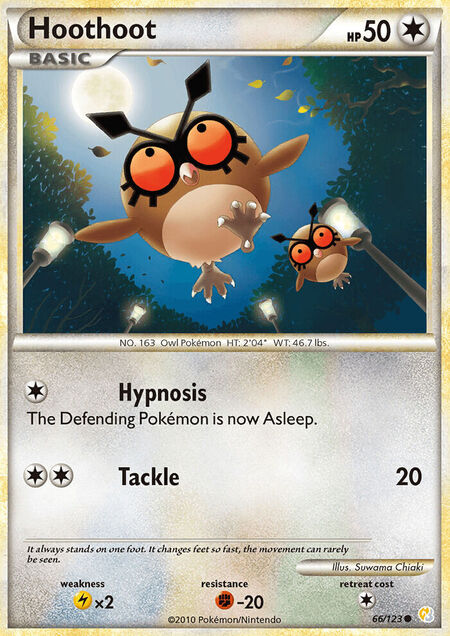 Hoothoot
HP 50
BASIC
NO. 163 Owl Pokémon HT: 2'04" WT: 46.7 lbs.
Hypnosis
The Defending Pokémon is now Asleep.
Tackle 20
It always stands on one foot. It changes feet so fast, the movement can rarely
be seen.
Illus. Suwama Chiaki
weakness resistance retreat cost
×2 -20
©2010 Pokémon/Nintendo 66/123